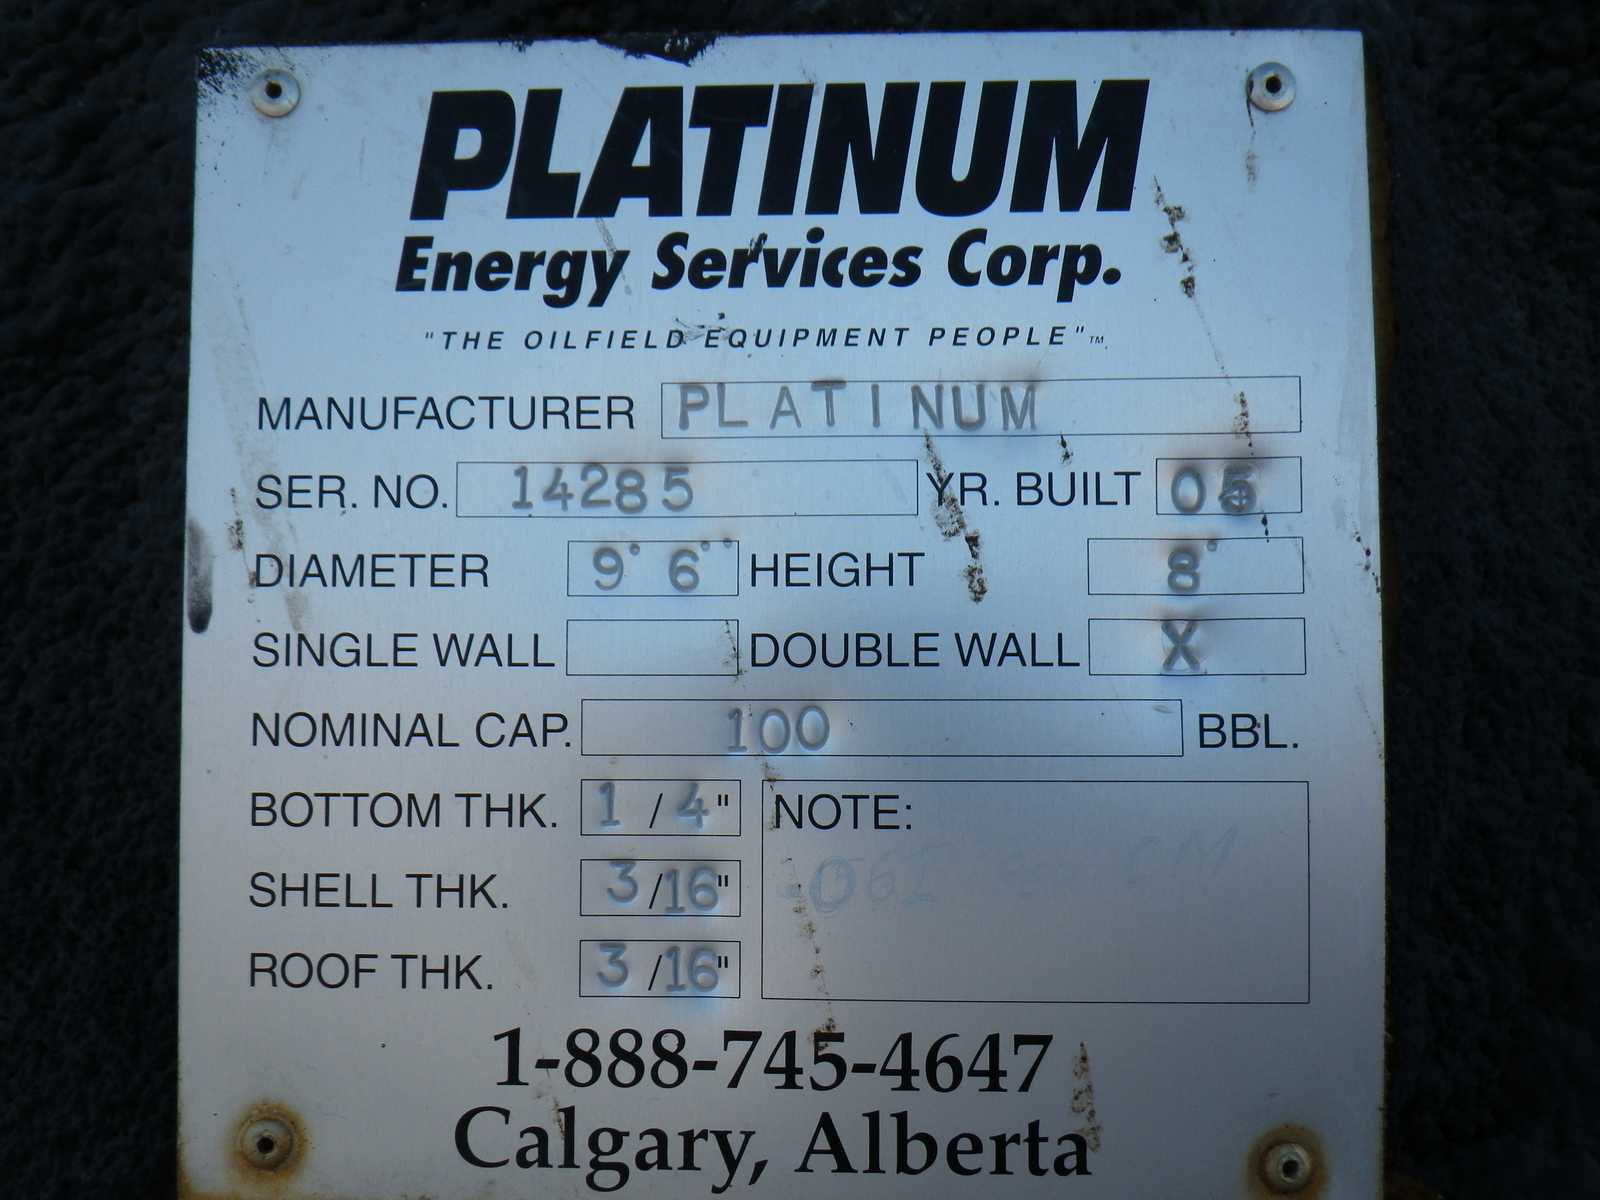 PLATINUM
Energy Services Corp.
"THE OILFIELD EQUIPMENT PEOPLE"™
MANUFACTURER PLATINUM
SER. NO. 14285 YR. BUILT 05
DIAMETER 9' 6" HEIGHT 8'
SINGLE WALL DOUBLE WALL X
NOMINAL CAP. 100 BBL.
BOTTOM THK. 1/4" NOTE:
SHELL THK. 3/16"
ROOF THK. 3/16"
1-888-745-4647
Calgary, Alberta